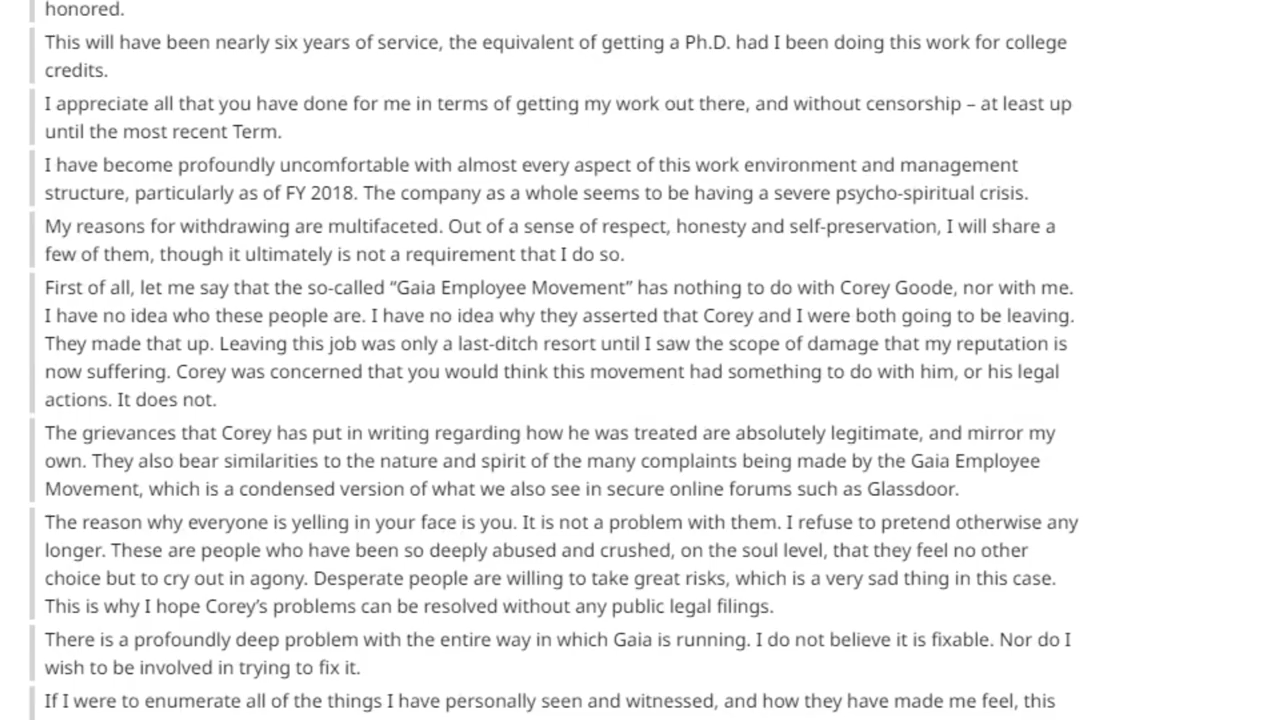 honored.
This will have been nearly six years of service, the equivalent of getting a Ph.D. had I been doing this work for college
credits.
I appreciate all that you have done for me in terms of getting my work out there, and without censorship – at least up
until the most recent Term.
I have become profoundly uncomfortable with almost every aspect of this work environment and management
structure, particularly as of FY 2018. The company as a whole seems to be having a severe psycho-spiritual crisis.
My reasons for withdrawing are multifaceted. Out of a sense of respect, honesty and self-preservation, I will share a
few of them, though it ultimately is not a requirement that I do so.
First of all, let me say that the so-called “Gaia Employee Movement” has nothing to do with Corey Goode, nor with me.
I have no idea who these people are. I have no idea why they asserted that Corey and I were both going to be leaving.
They made that up. Leaving this job was only a last-ditch resort until I saw the scope of damage that my reputation is
now suffering. Corey was concerned that you would think this movement had something to do with him, or his legal
actions. It does not.
The grievances that Corey has put in writing regarding how he was treated are absolutely legitimate, and mirror my
own. They also bear similarities to the nature and spirit of the many complaints being made by the Gaia Employee
Movement, which is a condensed version of what we also see in secure online forums such as Glassdoor.
The reason why everyone is yelling in your face is you. It is not a problem with them. I refuse to pretend otherwise any
longer. These are people who have been so deeply abused and crushed, on the soul level, that they feel no other
choice but to cry out in agony. Desperate people are willing to take great risks, which is a very sad thing in this case.
This is why I hope Corey’s problems can be resolved without any public legal filings.
There is a profoundly deep problem with the entire way in which Gaia is running. I do not believe it is fixable. Nor do I
wish to be involved in trying to fix it.
If I were to enumerate all of the things I have personally seen and witnessed, and how they have made me feel, this